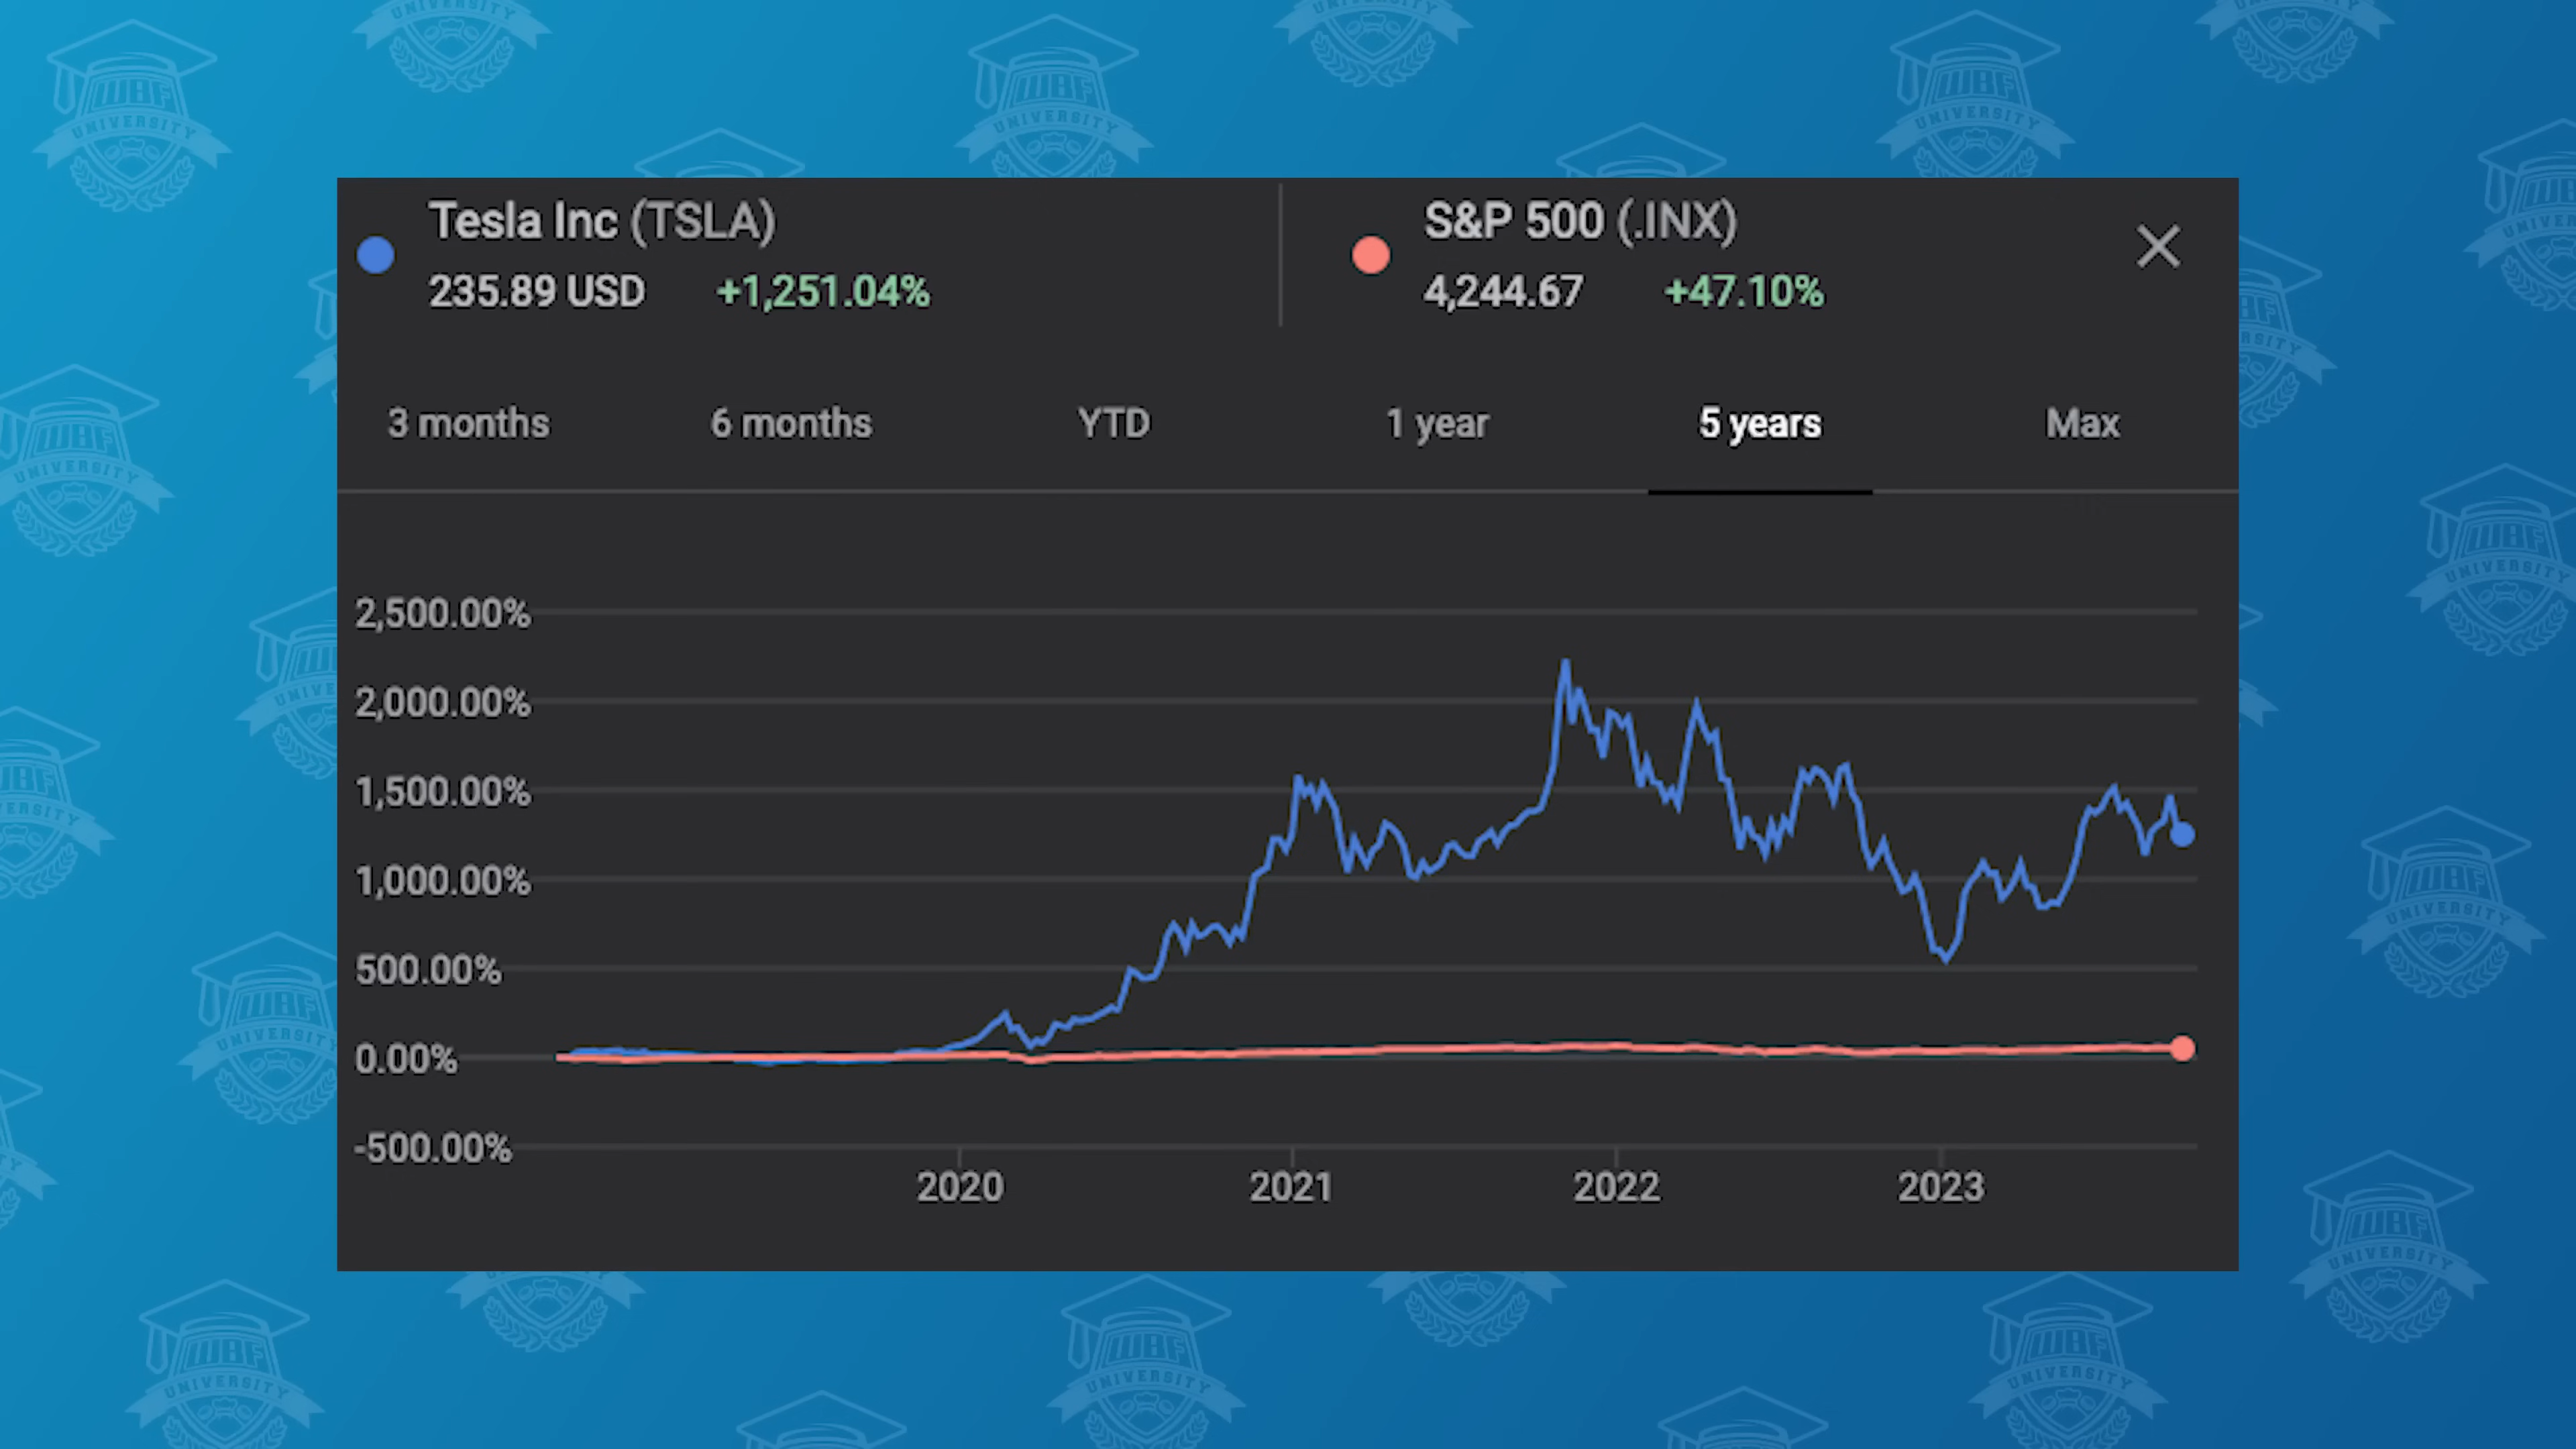 Tesla Inc (TSLA)
235.89 USD +1,251.04%
S&P 500 (.INX)
4,244.67 +47.10%
3 months 6 months YTD 1 year 5 years Max
2,500.00%
2,000.00%
1,500.00%
1,000.00%
500.00%
0.00%
-500.00%
2020 2021 2022 2023
WBF
UNIVERSITY